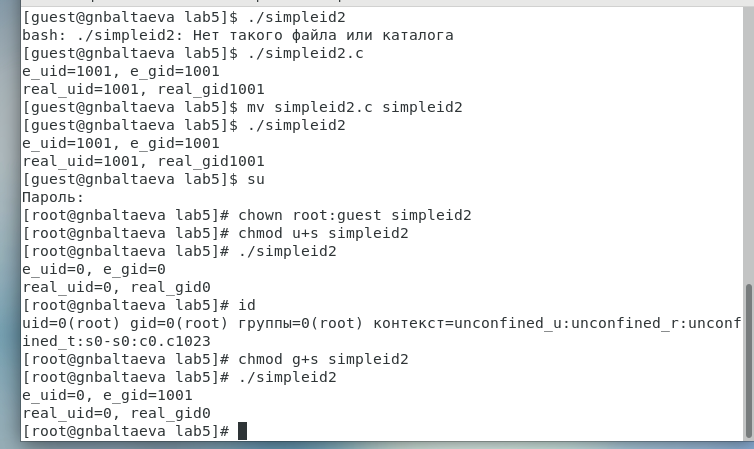 [guest@gnbaltaeva lab5]$ ./simpleid2
bash: ./simpleid2: Нет такого файла или каталога
[guest@gnbaltaeva lab5]$ ./simpleid2.c
e_uid=1001, e_gid=1001
real_uid=1001, real_gid1001
[guest@gnbaltaeva lab5]$ mv simpleid2.c simpleid2
[guest@gnbaltaeva lab5]$ ./simpleid2
e_uid=1001, e_gid=1001
real_uid=1001, real_gid1001
[guest@gnbaltaeva lab5]$ su
Пароль:
[root@gnbaltaeva lab5]# chown root:guest simpleid2
[root@gnbaltaeva lab5]# chmod u+s simpleid2
[root@gnbaltaeva lab5]# ./simpleid2
e_uid=0, e_gid=0
real_uid=0, real_gid0
[root@gnbaltaeva lab5]# id
uid=0(root) gid=0(root) группы=0(root) контекст=unconfined_u:unconfined_r:unconf
ined_t:s0-s0:c0.c1023
[root@gnbaltaeva lab5]# chmod g+s simpleid2
[root@gnbaltaeva lab5]# ./simpleid2
e_uid=0, e_gid=1001
real_uid=0, real_gid0
[root@gnbaltaeva lab5]#